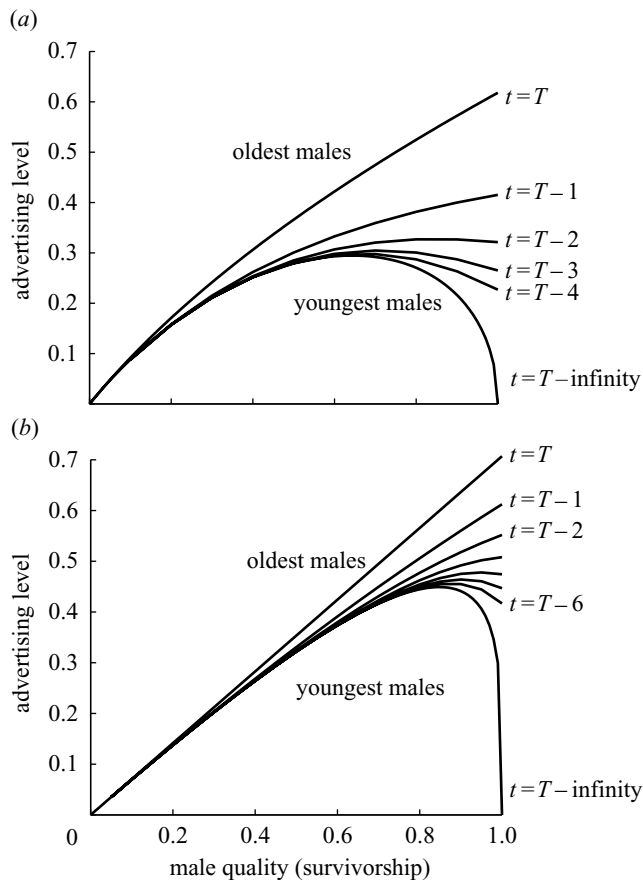 (a)
0.7
0.6
0.5
0.4
0.3
0.2
0.1
advertising level
oldest males
youngest males
t = T
t = T – 1
t = T – 2
t = T – 3
t = T – 4
t = T – infinity
(b)
0.7
0.6
0.5
0.4
0.3
0.2
0.1
advertising level
oldest males
youngest males
t = T
t = T – 1
t = T – 2
t = T – 6
t = T – infinity
0 0.2 0.4 0.6 0.8 1.0
male quality (survivorship)